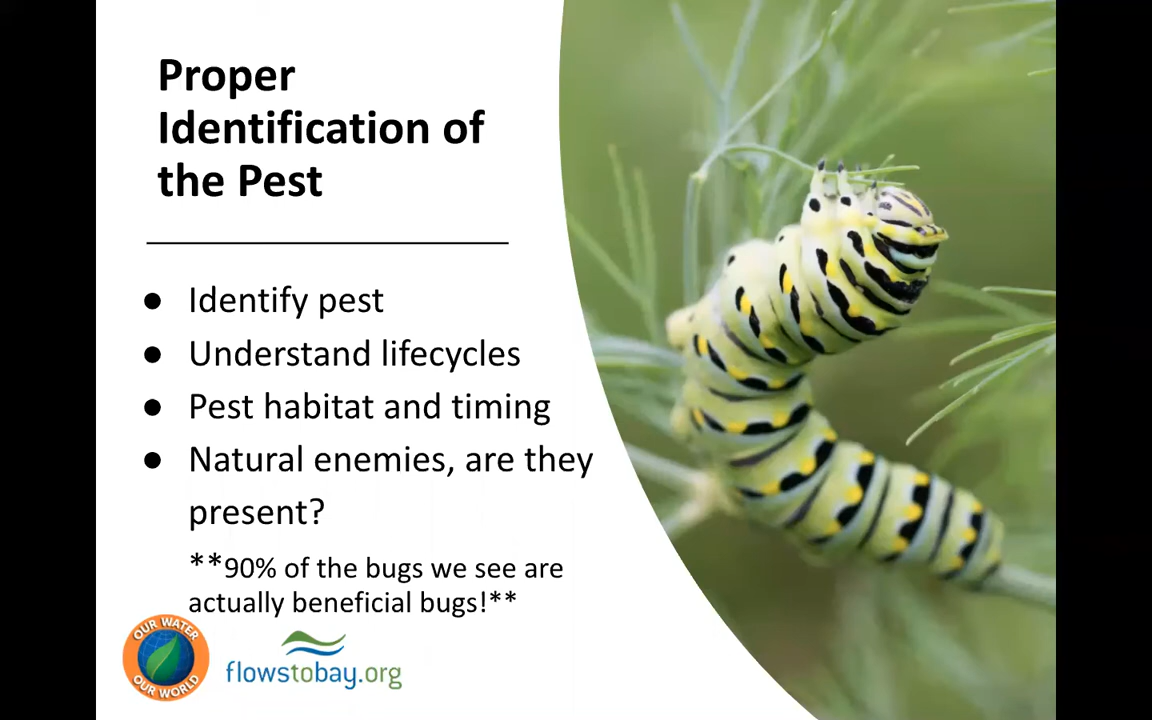 Proper
Identification of
the Pest
● Identify pest
● Understand lifecycles
● Pest habitat and timing
● Natural enemies, are they
present?
**90% of the bugs we see are
actually beneficial bugs!**
OUR WATER
OUR WORLD
flowstobay.org